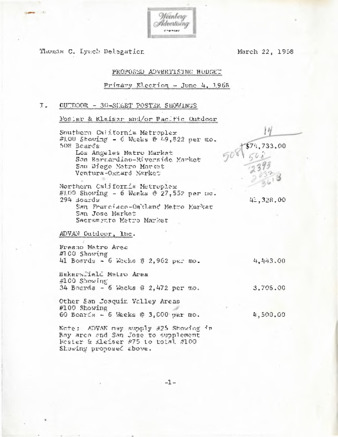 Weinberg
Advertising
Thomas C. Lynch Delegation March 22, 1968
PROPOSED ADVERTISING BUDGET
Primary Election - June 4, 1968
I. OUTDOOR - 30-SHEET POSTER SHOWINGS
Foster & Kleiser and/or Pacific Outdoor
Southern California Metroplex
#100 Showing - 6 Weeks @ 49,822 per mo.
508 Boards $74,733.00
Los Angeles Metro Market
San Bernardino-Riverside Market
San Diego Metro Market
Ventura-Oxnard Market
Northern California Metroplex
#100 Showing - 6 Weeks @ 27,552 per mo.
294 Boards 41,328.00
San Francisco-Oakland Metro Market
San Jose Market
Sacramento Metro Market
ADVAN Outdoor, Inc.
Fresno Metro Area
#100 Showing
41 Boards - 6 Weeks @ 2,962 per mo. 4,443.00
Bakersfield Metro Area
#100 Showing
34 Boards - 6 Weeks @ 2,472 per mo. 3,708.00
Other San Joaquin Valley Areas
#100 Showing
60 Boards - 6 Weeks @ 3,000 per mo. 4,500.00
Note: ADVAN may supply #25 Showing in
Bay area and San Jose to supplement
Foster & Kleiser #75 to total #100
Showing proposed above.
-1-